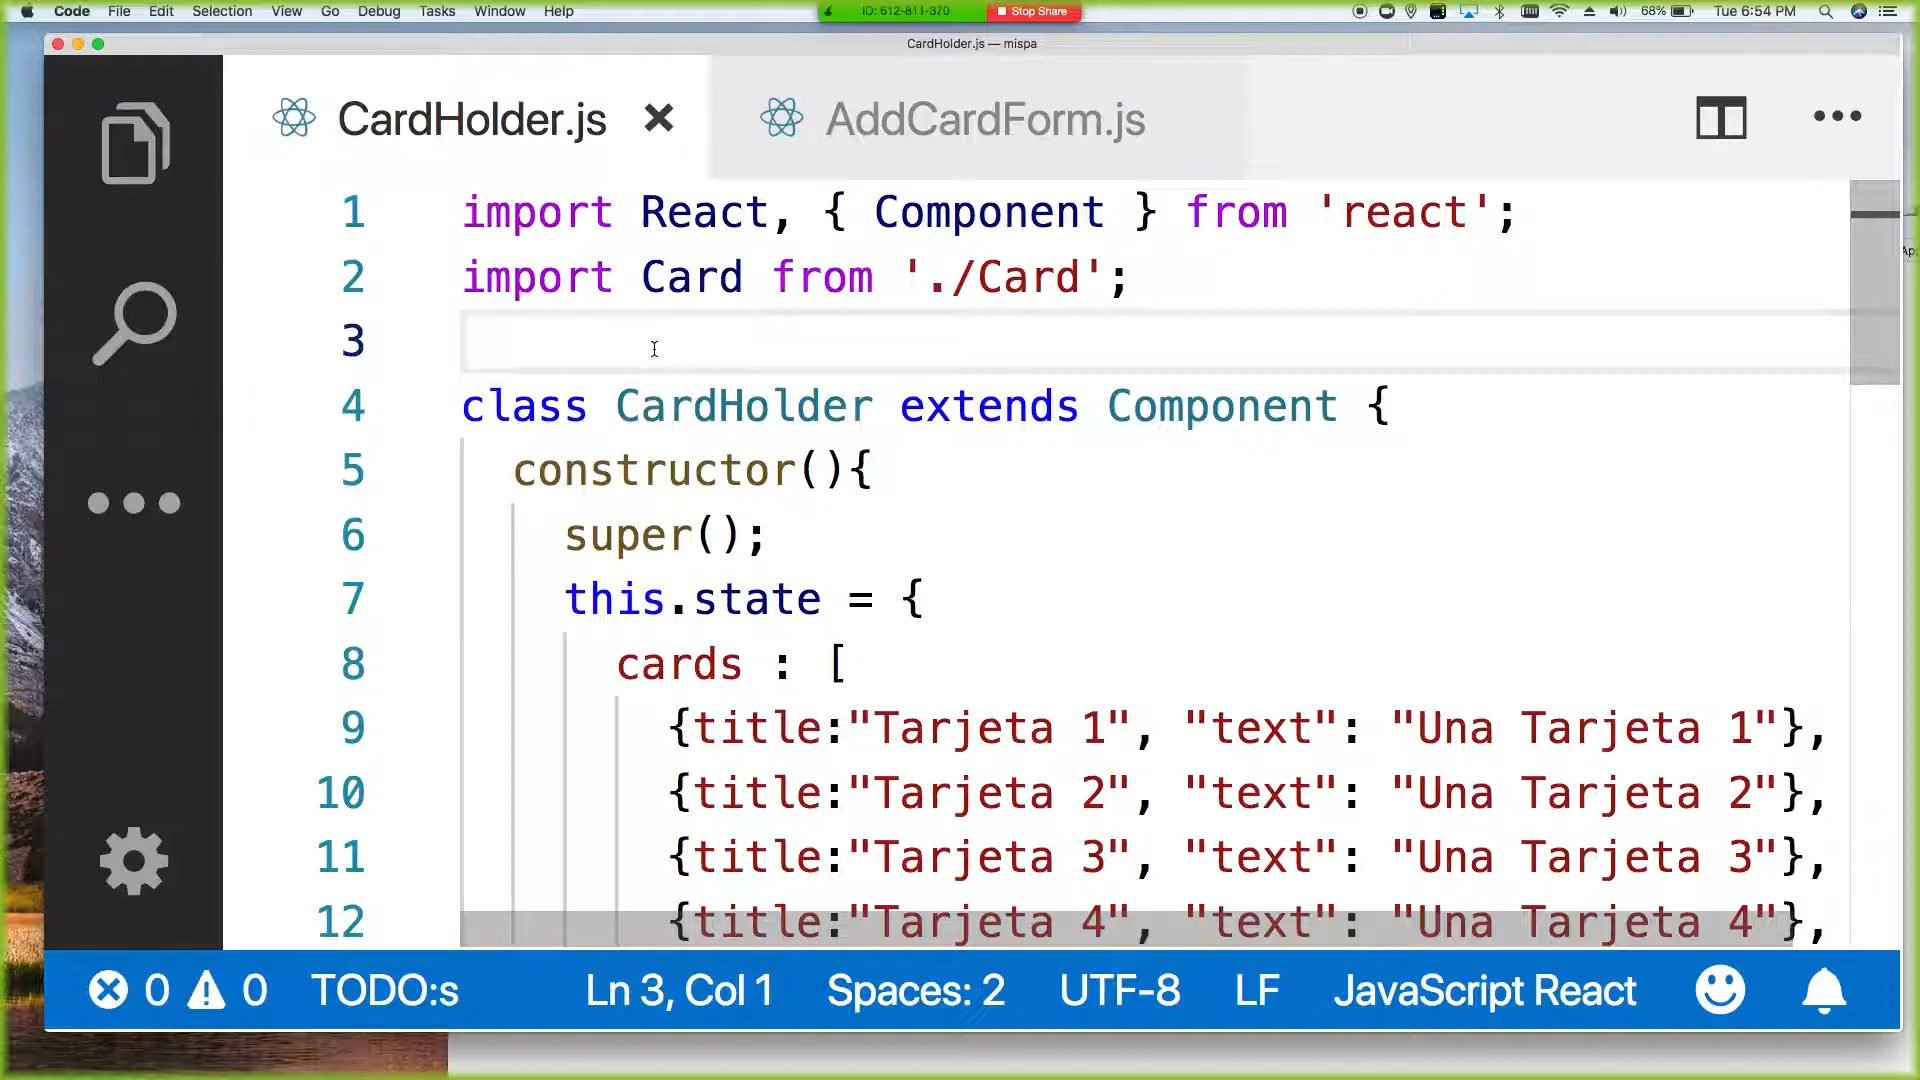 Code File Edit Selection View Go Debug Tasks Window Help
ID: 612-811-370 Stop Share
68% Tue 6:54 PM
CardHolder.js — mispa
CardHolder.js AddCardForm.js
1 import React, { Component } from 'react';
2 import Card from './Card';
3
4 class CardHolder extends Component {
5 constructor(){
6 super();
7 this.state = {
8 cards : [
9 {title:"Tarjeta 1", "text": "Una Tarjeta 1"},
10 {title:"Tarjeta 2", "text": "Una Tarjeta 2"},
11 {title:"Tarjeta 3", "text": "Una Tarjeta 3"},
12 {title:"Tarjeta 4", "text": "Una Tarjeta 4"},
0 0 TODO:s Ln 3, Col 1 Spaces: 2 UTF-8 LF JavaScript React